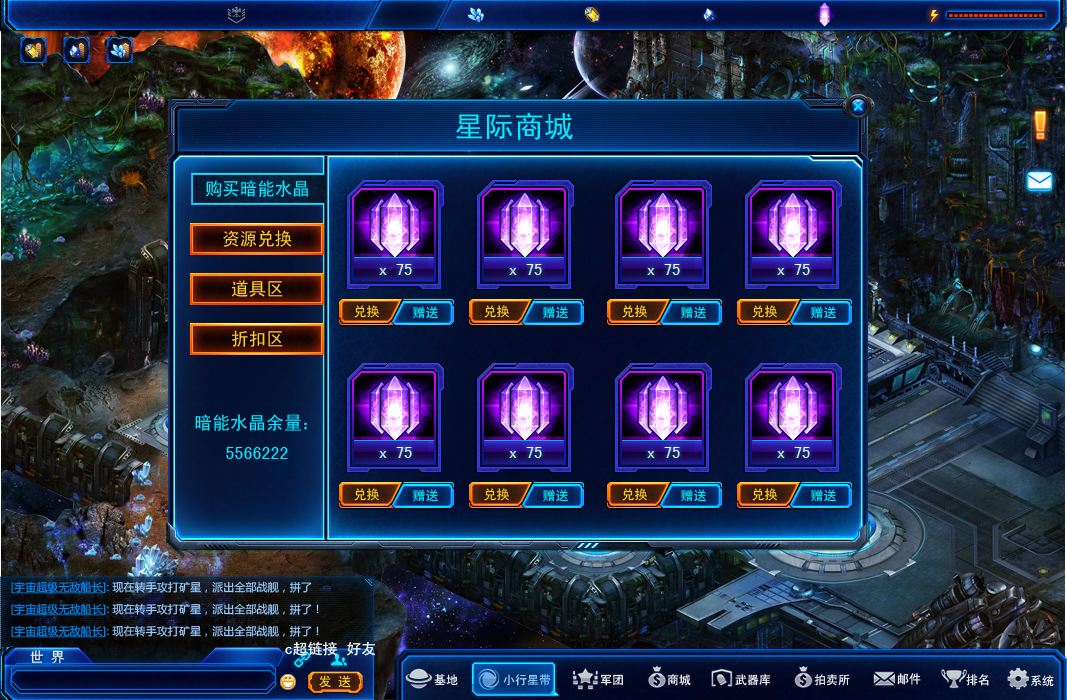 星际商城
购买暗能水晶
资源兑换
道具区
折扣区
暗能水晶余量:
5566222
x 75 x 75 x 75 x 75
兑换 赠送 兑换 赠送 兑换 赠送 兑换 赠送
x 75 x 75 x 75 x 75
兑换 赠送 兑换 赠送 兑换 赠送 兑换 赠送
[宇宙超级无敌船长]: 现在转手攻打矿星，派出全部战舰，拼了
[宇宙超级无敌船长]: 现在转手攻打矿星，派出全部战舰，拼了！
[宇宙超级无敌船长]: 现在转手攻打矿星，派出全部战舰，拼了！
c超链接 好友
世 界
发 送
基地 小行星带 军团 商城 武器库 拍卖所 邮件 排名 系统